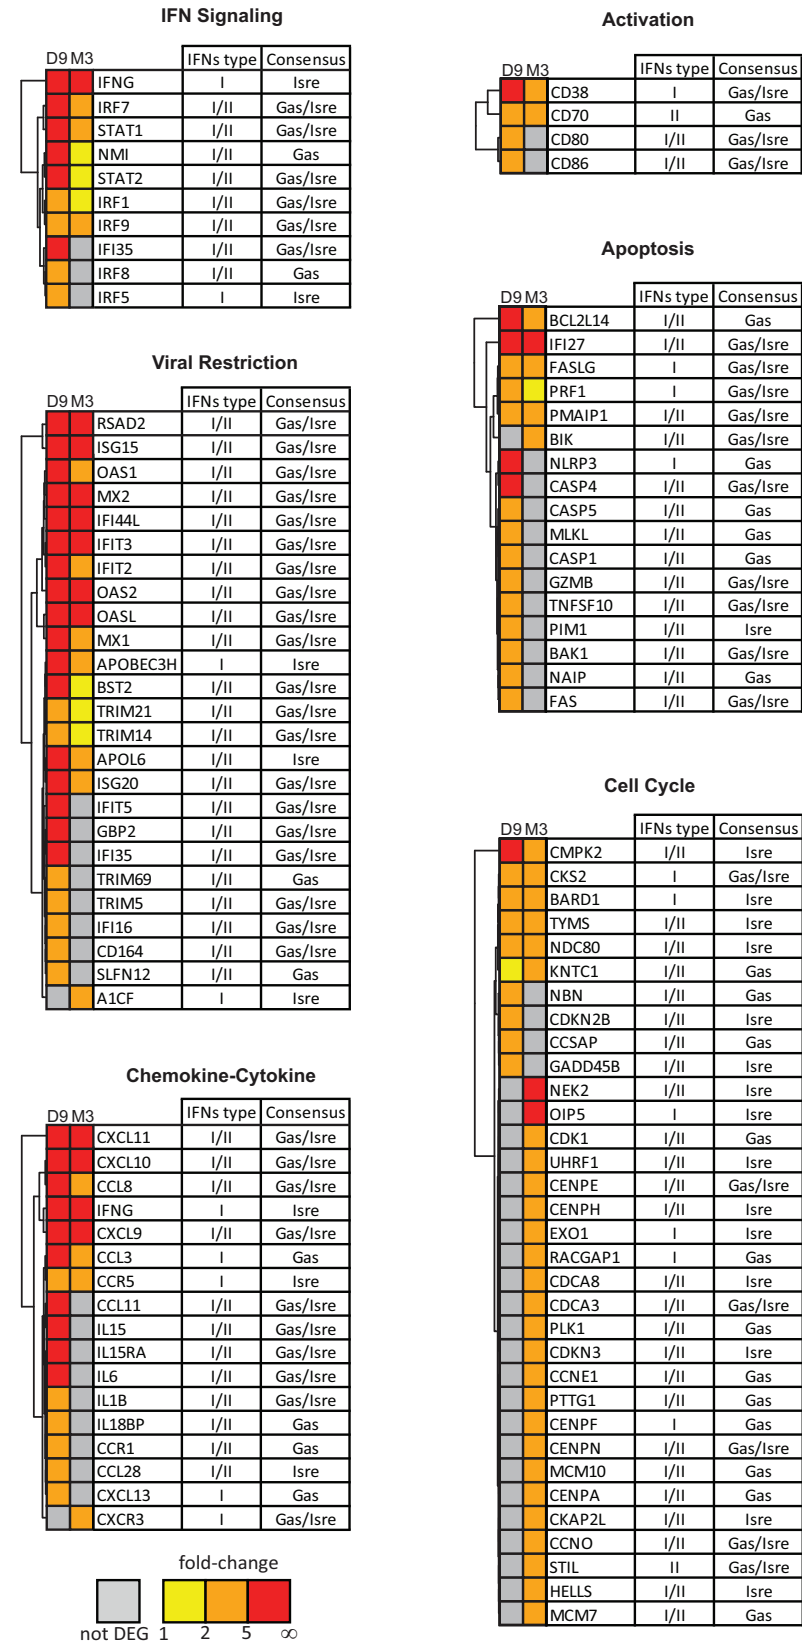 IFN Signaling
D9 M3 IFNs type Consensus
IFNG I Isre
IRF7 I/II Gas/Isre
STAT1 I/II Gas/Isre
NMI I/II Gas
STAT2 I/II Gas/Isre
IRF1 I/II Gas/Isre
IRF9 I/II Gas/Isre
IFI35 I/II Gas/Isre
IRF8 I/II Gas
IRF5 I Isre
Viral Restriction
D9 M3 IFNs type Consensus
RSAD2 I/II Gas/Isre
ISG15 I/II Gas/Isre
OAS1 I/II Gas/Isre
MX2 I/II Gas/Isre
IFI44L I/II Gas/Isre
IFIT3 I/II Gas/Isre
IFIT2 I/II Gas/Isre
OAS2 I/II Gas/Isre
OASL I/II Gas/Isre
MX1 I/II Gas/Isre
APOBEC3H I Isre
BST2 I/II Gas/Isre
TRIM21 I/II Gas/Isre
TRIM14 I/II Gas/Isre
APOL6 I/II Isre
ISG20 I/II Gas/Isre
IFIT5 I/II Gas/Isre
GBP2 I/II Gas/Isre
IFI35 I/II Gas/Isre
TRIM69 I/II Gas
TRIM5 I/II Gas/Isre
IFI16 I/II Gas/Isre
CD164 I/II Gas/Isre
SLFN12 I/II Gas
A1CF I Isre
Chemokine-Cytokine
D9 M3 IFNs type Consensus
CXCL11 I/II Gas/Isre
CXCL10 I/II Gas/Isre
CCL8 I/II Gas/Isre
IFNG I Isre
CXCL9 I/II Gas/Isre
CCL3 I Gas
CCR5 I Isre
CCL11 I/II Gas/Isre
IL15 I/II Gas/Isre
IL15RA I/II Gas/Isre
IL6 I/II Gas/Isre
IL1B I/II Gas/Isre
IL18BP I/II Gas
CCR1 I/II Gas
CCL28 I/II Isre
CXCL13 I Gas
CXCR3 I Gas/Isre
fold-change
not DEG 1 2 5 ∞
Activation
D9 M3 IFNs type Consensus
CD38 I Gas/Isre
CD70 II Gas
CD80 I/II Gas/Isre
CD86 I/II Gas/Isre
Apoptosis
D9 M3 IFNs type Consensus
BCL2L14 I/II Gas
IFI27 I/II Gas/Isre
FASLG I Gas/Isre
PRF1 I Gas/Isre
PMAIP1 I/II Gas/Isre
BIK I/II Gas/Isre
NLRP3 I Gas
CASP4 I/II Gas/Isre
CASP5 I/II Gas
MLKL I/II Gas
CASP1 I/II Gas
GZMB I/II Gas/Isre
TNFSF10 I/II Gas/Isre
PIM1 I/II Isre
BAK1 I/II Gas/Isre
NAIP I/II Gas
FAS I/II Gas/Isre
Cell Cycle
D9 M3 IFNs type Consensus
CMPK2 I/II Isre
CKS2 I Gas/Isre
BARD1 I Isre
TYMS I/II Isre
NDC80 I/II Isre
KNTC1 I/II Gas
NBN I/II Gas
CDKN2B I/II Isre
CCSAP I/II Gas
GADD45B I/II Isre
NEK2 I/II Isre
OIP5 I Isre
CDK1 I/II Gas
UHRF1 I/II Isre
CENPE I/II Gas/Isre
CENPH I/II Isre
EXO1 I Isre
RACGAP1 I Gas
CDCA8 I/II Isre
CDCA3 I/II Gas/Isre
PLK1 I/II Gas
CDKN3 I/II Isre
CCNE1 I/II Gas
PTTG1 I/II Gas
CENPF I Gas
CENPN I/II Gas/Isre
MCM10 I/II Gas
CENPA I/II Gas
CKAP2L I/II Isre
CCNO I/II Gas/Isre
STIL II Gas/Isre
HELLS I/II Isre
MCM7 I/II Gas